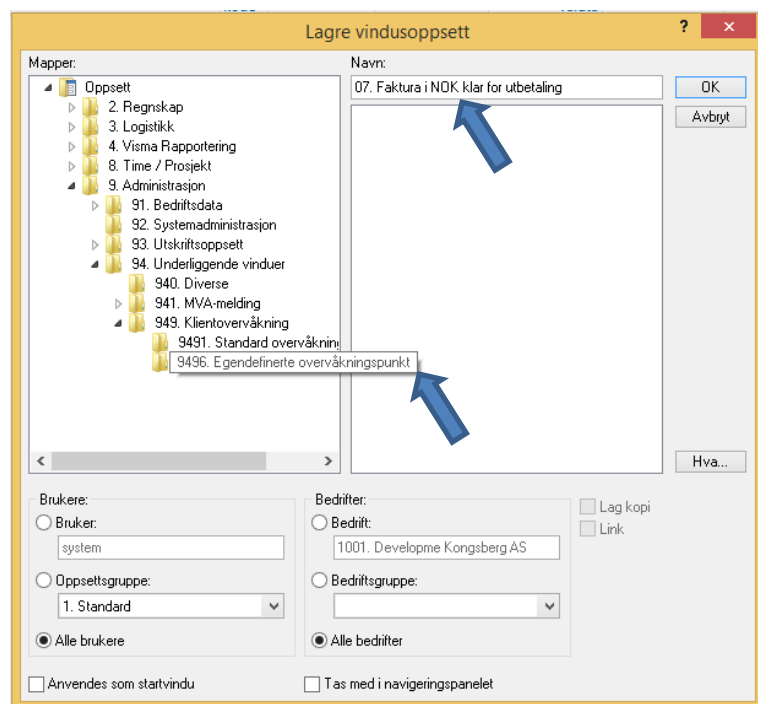 Lagre vindusoppsett
?
×
Mapper:
Navn:
Oppsett
2. Regnskap
3. Logistikk
4. Visma Rapportering
8. Time / Prosjekt
9. Administrasjon
91. Bedriftsdata
92. Systemadministrasjon
93. Utskriftsoppsett
94. Underliggende vinduer
940. Diverse
941. MVA-melding
949. Klientovervåkning
9491. Standard overvåkning
9496. Egendefinerte overvåkningspunkt
07. Faktura i NOK klar for utbetaling
OK
Avbryt
Hva...
Brukere:
Bruker:
system
Oppsettsgruppe:
1. Standard
Alle brukere
Bedrifter:
Bedrift:
1001. Developme Kongsberg AS
Bedriftsgruppe:
Alle bedrifter
Lag kopi
Link
Anvendes som startvindu
Tas med i navigeringspanelet